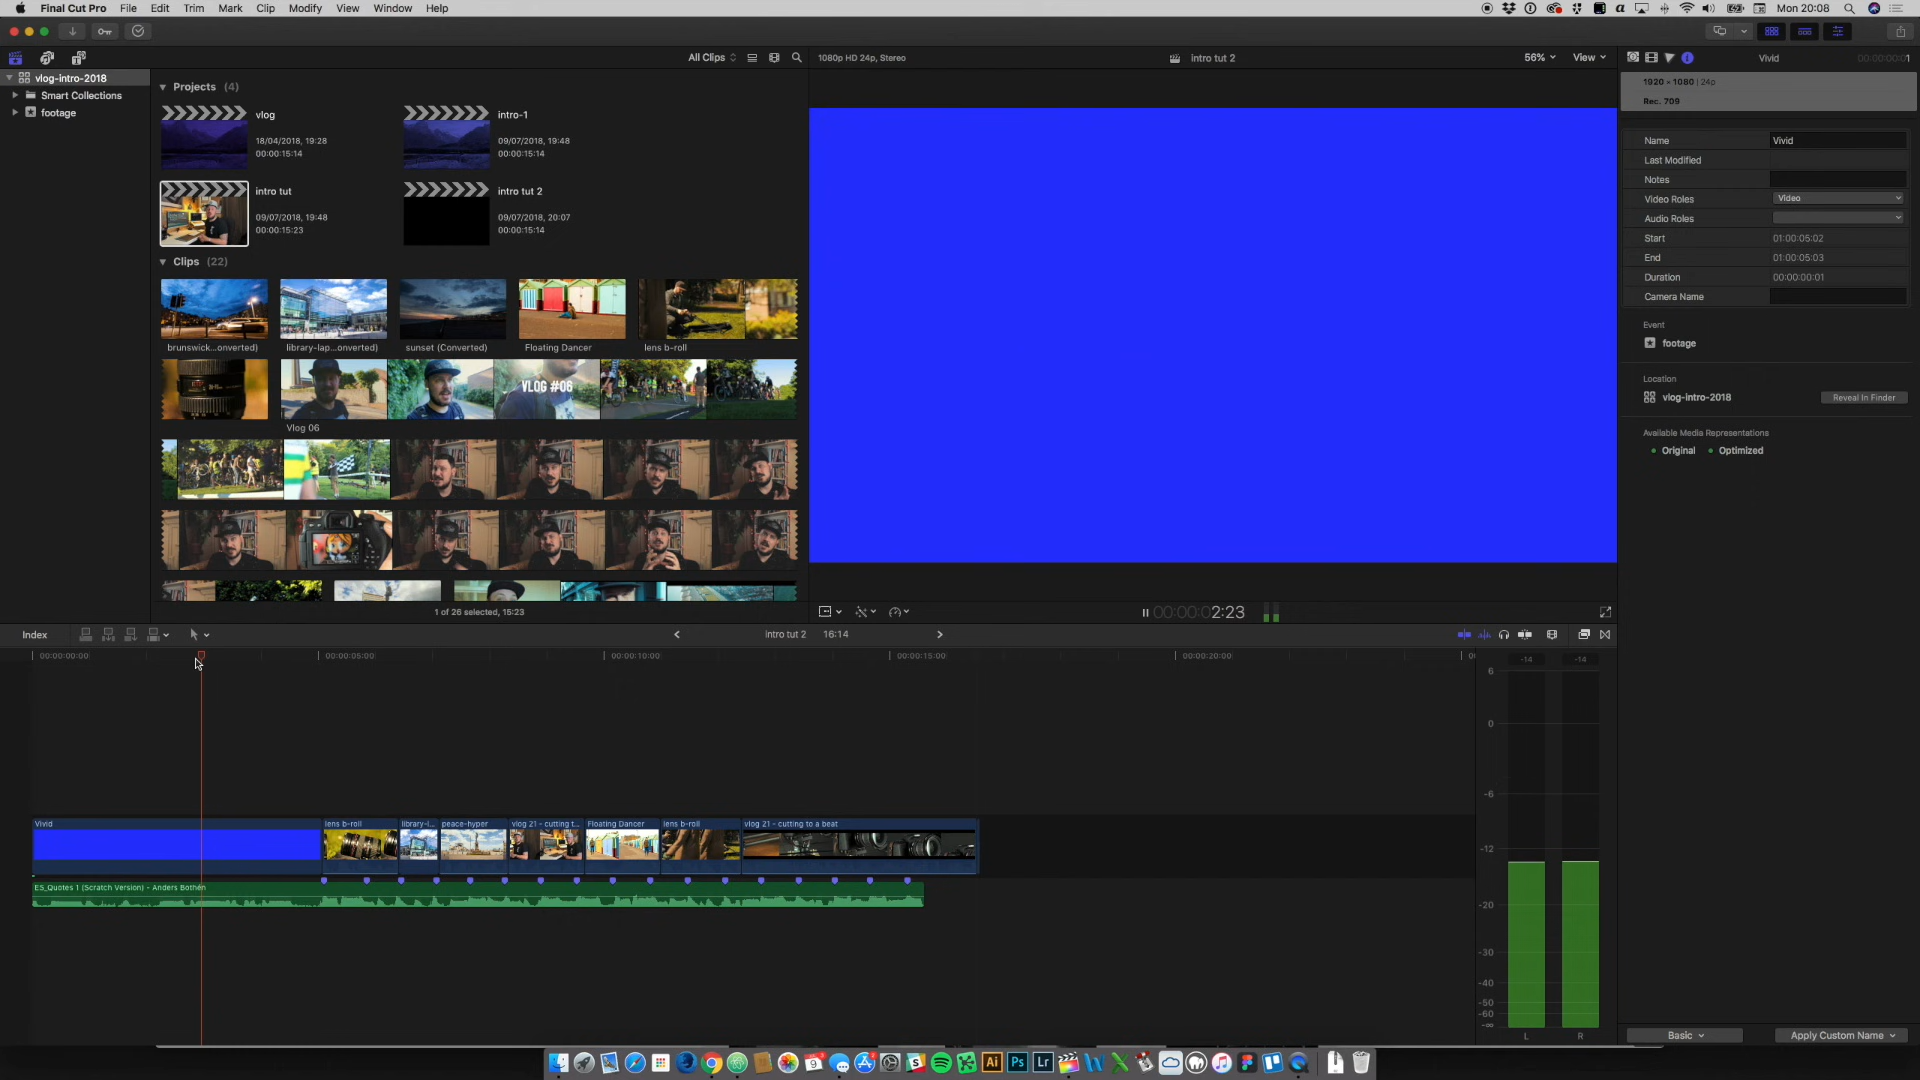 Final Cut Pro File Edit Trim Mark Clip Modify View Window Help
Mon 20:08
vlog-intro-2018
Smart Collections
footage
All Clips
Projects (4)
vlog
18/04/2018, 19:28
00:00:15:14
intro-1
09/07/2018, 19:48
00:00:15:14
intro tut
09/07/2018, 19:48
00:00:15:23
intro tut 2
09/07/2018, 20:07
00:00:15:14
Clips (22)
brunswick...onverted)
library-lap...onverted)
sunset (Converted)
Floating Dancer
lens b-roll
VLOG #06
Vlog 06
1 of 26 selected, 15:23
1080p HD 24p, Stereo
intro tut 2
56%
View
00:00:00:02:23
Vivid
00:00:00:01
1920 × 1080 | 24p
Rec. 709
Name Vivid
Last Modified
Notes
Video Roles Video
Audio Roles
Start 01:00:05:02
End 01:00:05:03
Duration 00:00:00:01
Camera Name
Event
footage
Location
vlog-intro-2018
Reveal In Finder
Available Media Representations
Original
Optimized
Index
intro tut 2 16:14
00:00:00:00
00:00:05:00
00:00:10:00
00:00:15:00
00:00:20:00
Vivid
lens b-roll
library-l...
peace-hyper
vlog 21 - cutting t...
Floating Dancer
lens b-roll
vlog 21 - cutting to a beat
ES_Quotes 1 (Scratch Version) - Anders Bothén
-14 -14
6
0
-6
-12
-20
-30
-40
-50
-60
-∞
L R
Basic
Apply Custom Name